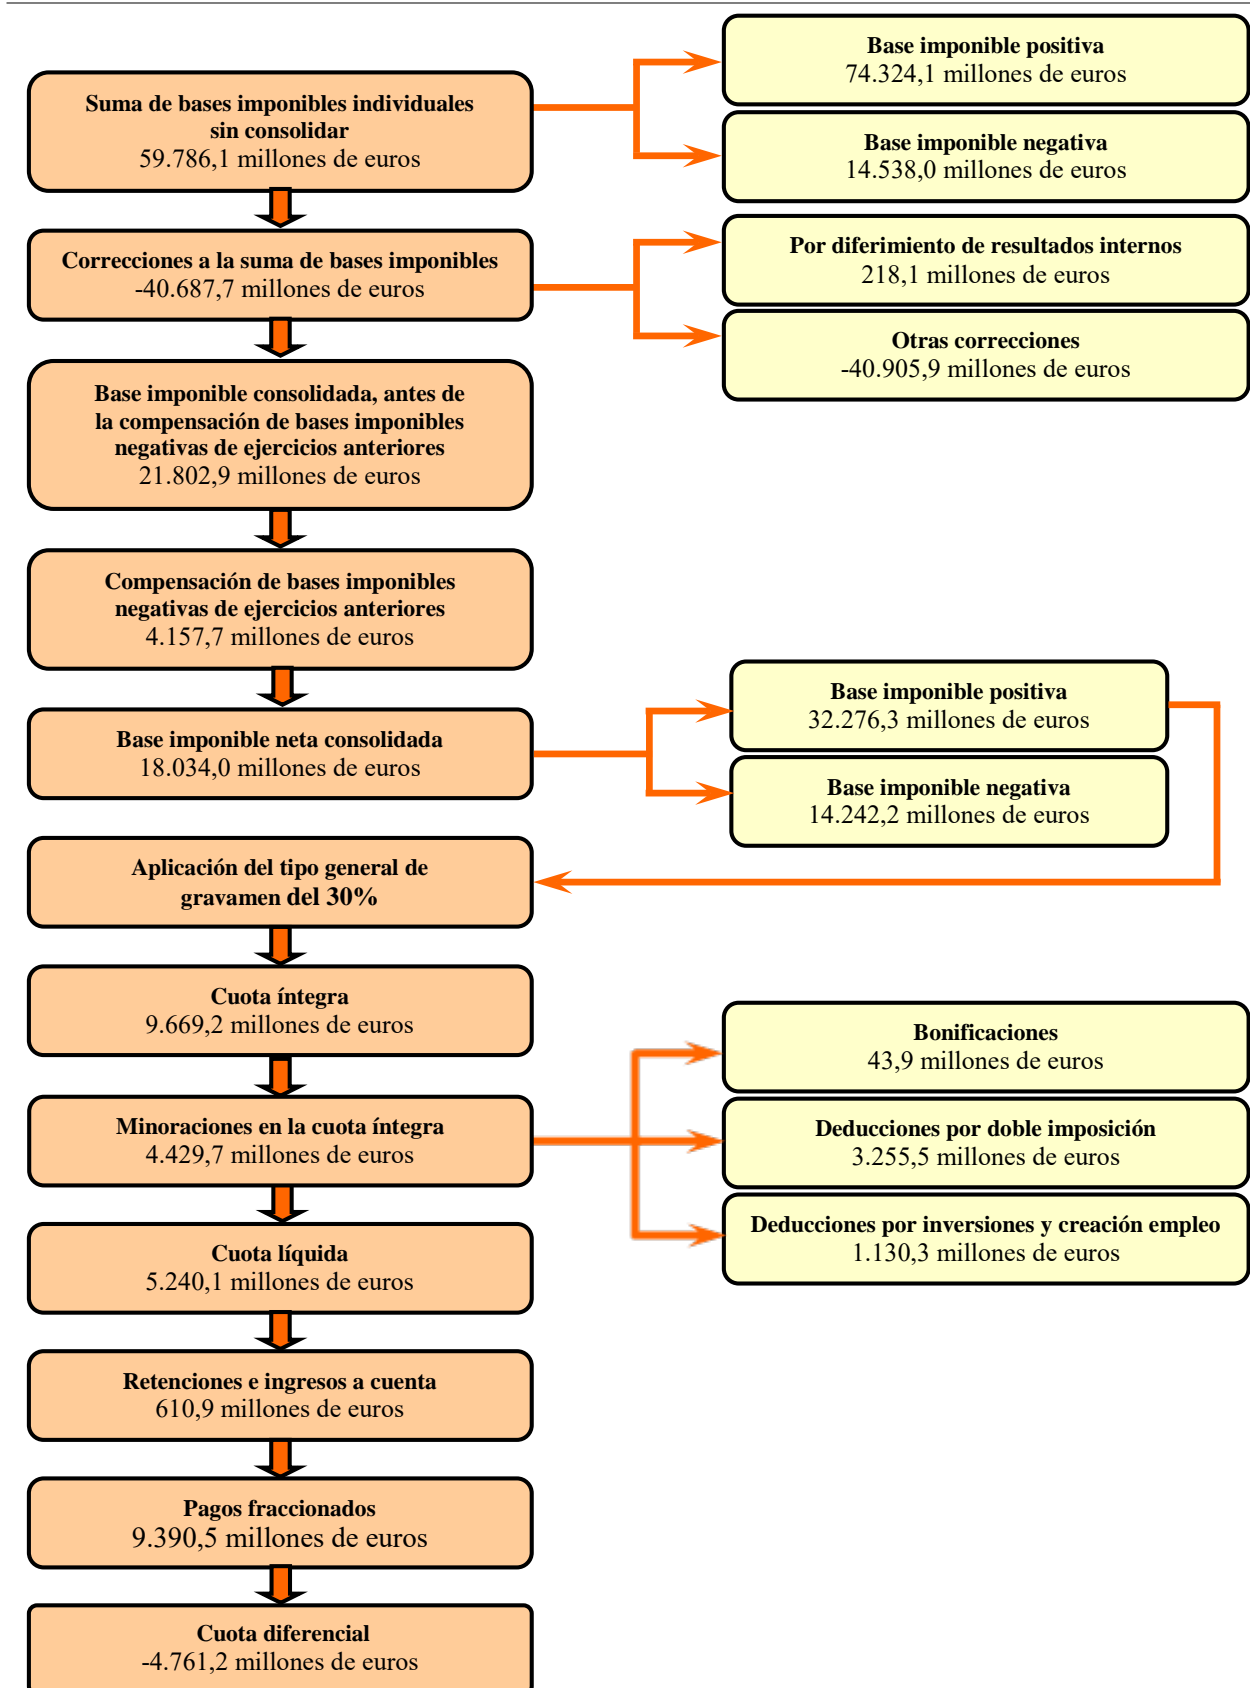 Suma de bases imponibles individuales
sin consolidar
59.786,1 millones de euros
Base imponible positiva
74.324,1 millones de euros
Base imponible negativa
14.538,0 millones de euros
Correcciones a la suma de bases imponibles
-40.687,7 millones de euros
Por diferimiento de resultados internos
218,1 millones de euros
Otras correcciones
-40.905,9 millones de euros
Base imponible consolidada, antes de
la compensación de bases imponibles
negativas de ejercicios anteriores
21.802,9 millones de euros
Compensación de bases imponibles
negativas de ejercicios anteriores
4.157,7 millones de euros
Base imponible neta consolidada
18.034,0 millones de euros
Base imponible positiva
32.276,3 millones de euros
Base imponible negativa
14.242,2 millones de euros
Aplicación del tipo general de
gravamen del 30%
Cuota íntegra
9.669,2 millones de euros
Minoraciones en la cuota íntegra
4.429,7 millones de euros
Bonificaciones
43,9 millones de euros
Deducciones por doble imposición
3.255,5 millones de euros
Deducciones por inversiones y creación empleo
1.130,3 millones de euros
Cuota líquida
5.240,1 millones de euros
Retenciones e ingresos a cuenta
610,9 millones de euros
Pagos fraccionados
9.390,5 millones de euros
Cuota diferencial
-4.761,2 millones de euros